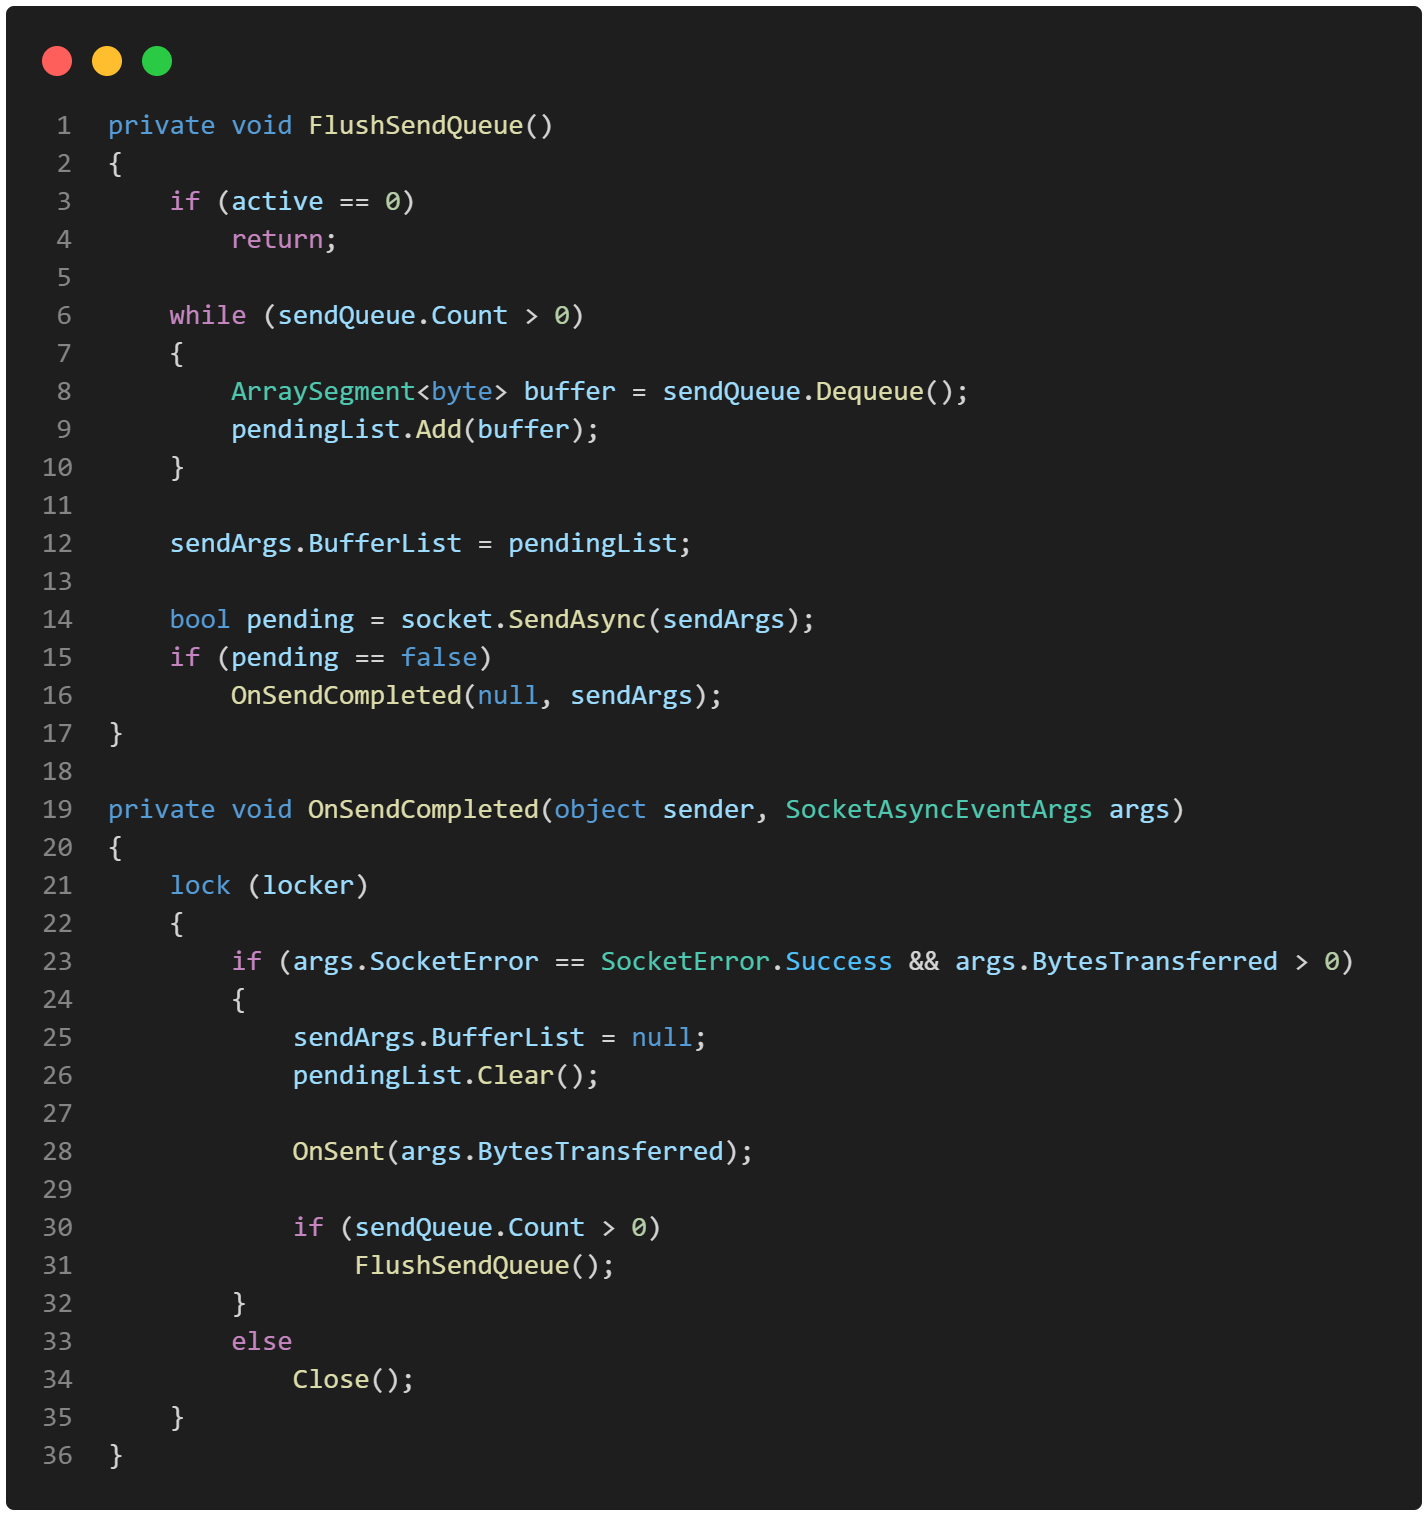 1 private void FlushSendQueue()
2 {
3     if (active == 0)
4         return;
5
6     while (sendQueue.Count > 0)
7     {
8         ArraySegment<byte> buffer = sendQueue.Dequeue();
9         pendingList.Add(buffer);
10     }
11
12     sendArgs.BufferList = pendingList;
13
14     bool pending = socket.SendAsync(sendArgs);
15     if (pending == false)
16         OnSendCompleted(null, sendArgs);
17 }
18
19 private void OnSendCompleted(object sender, SocketAsyncEventArgs args)
20 {
21     lock (locker)
22     {
23         if (args.SocketError == SocketError.Success && args.BytesTransferred > 0)
24         {
25             sendArgs.BufferList = null;
26             pendingList.Clear();
27
28             OnSent(args.BytesTransferred);
29
30             if (sendQueue.Count > 0)
31                 FlushSendQueue();
32         }
33         else
34             Close();
35     }
36 }